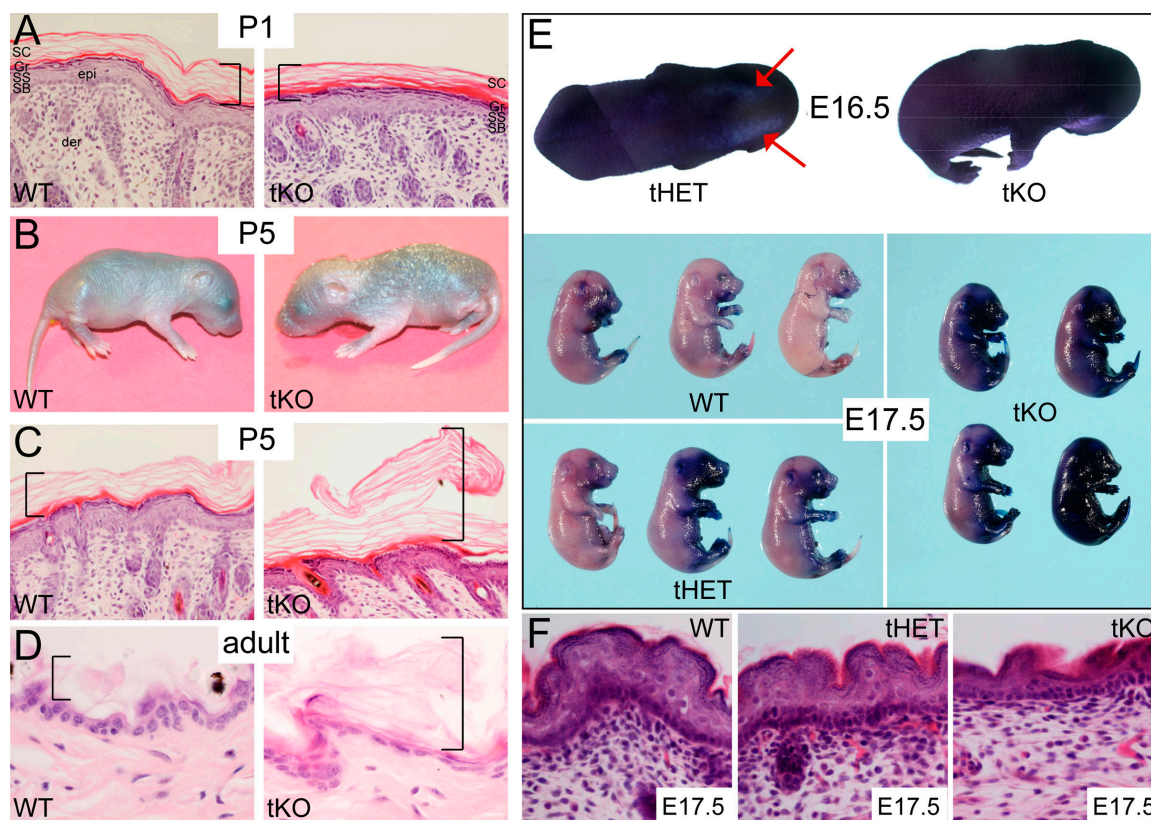 A P1
SC
Gr
SS
SB
epi
der
WT
SC
Gr
SS
SB
tKO
B P5
WT
tKO
C P5
WT
tKO
D adult
WT
tKO
E
E16.5
tHET
tKO
WT
E17.5
tKO
tHET
F
WT
E17.5
tHET
E17.5
tKO
E17.5